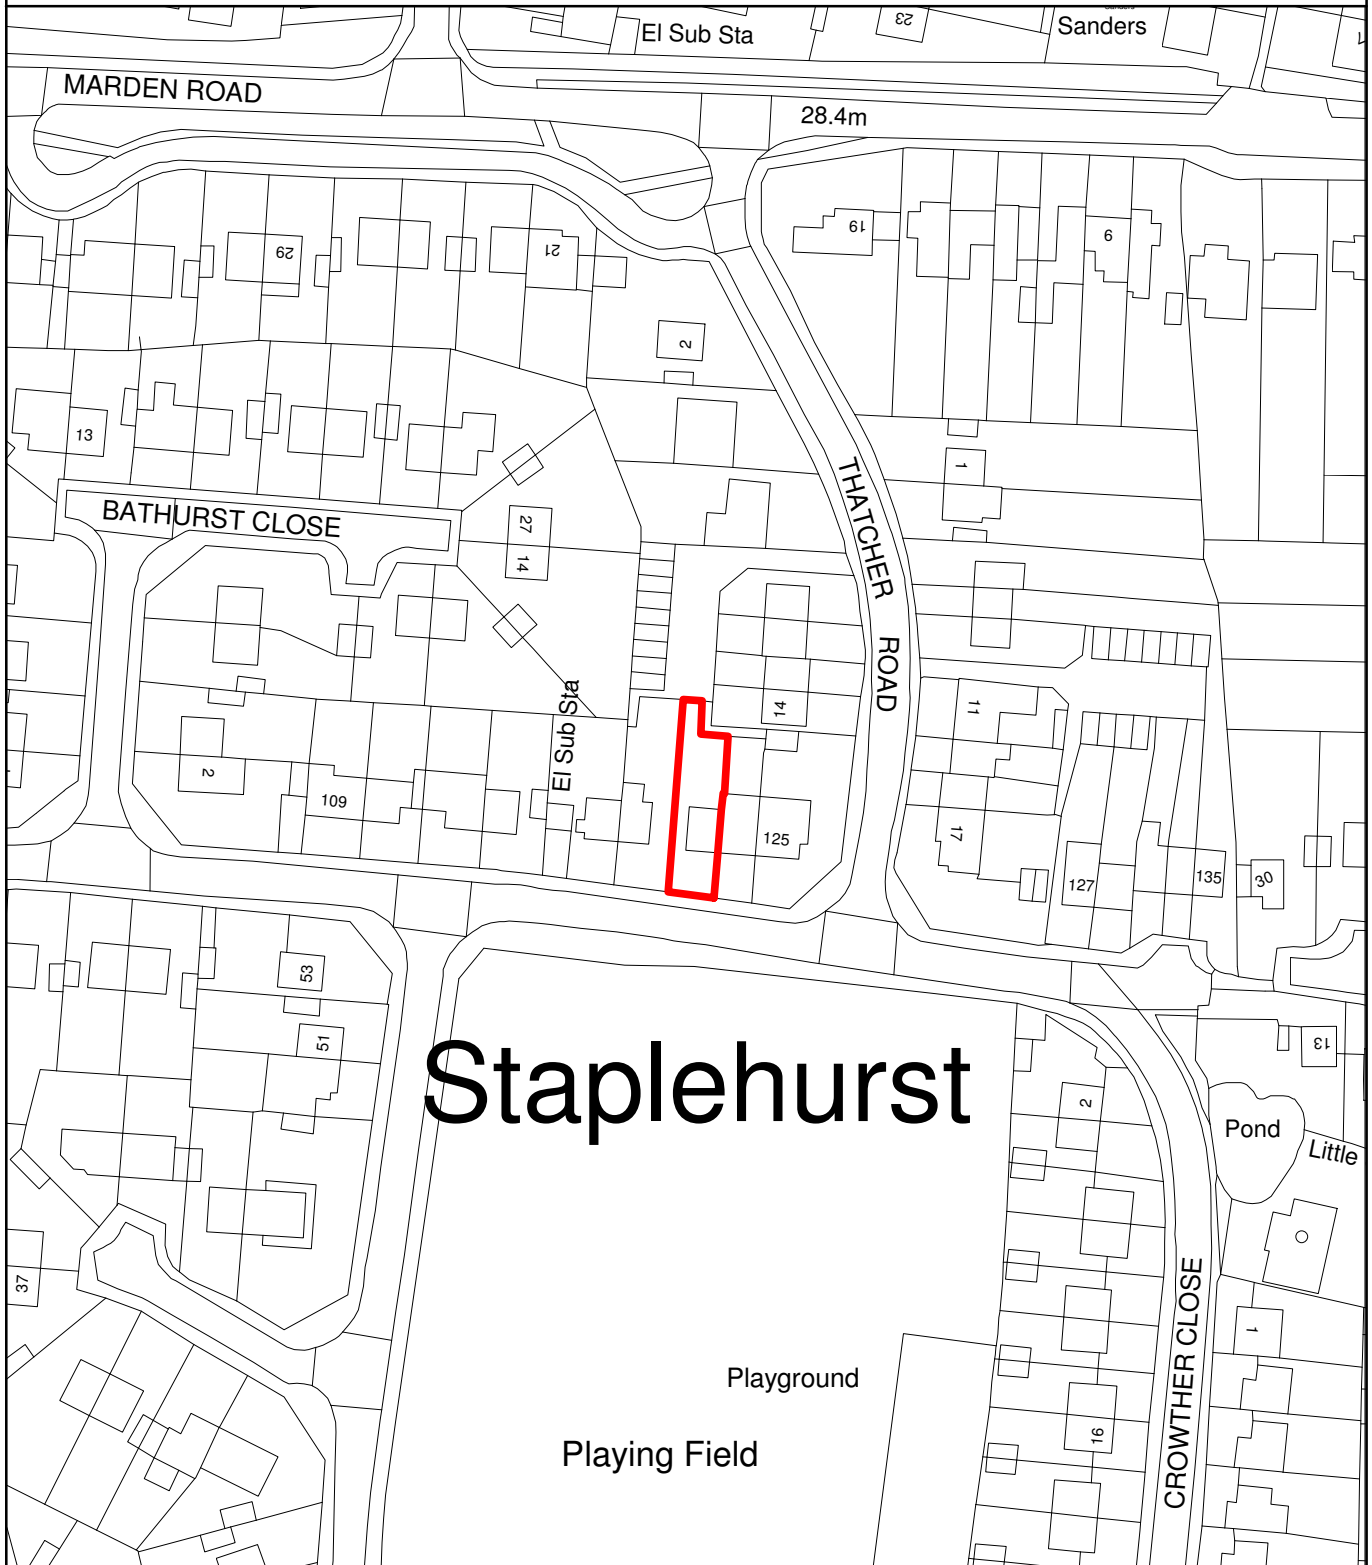 El Sub Sta
23
Sanders
MARDEN ROAD
28.4m
29
21
19
9
2
13
1
BATHURST CLOSE
27
14
THATCHER ROAD
El Sub Sta
14
11
2
109
125
17
127
135
30
53
51
Staplehurst
13
2
Pond
Little
37
1
Playground
16
Playing Field
CROWTHER CLOSE